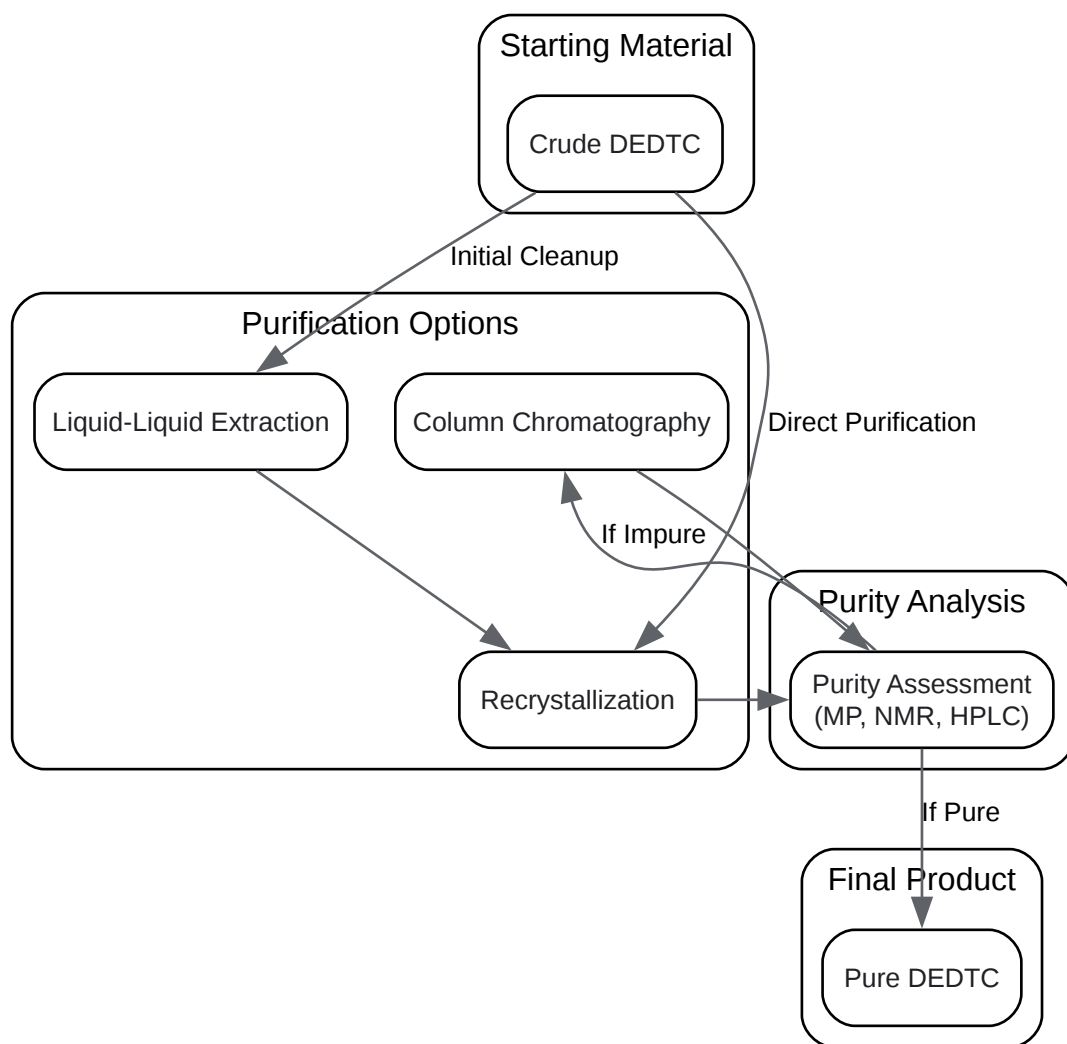 Starting Material
Crude DEDTC
Initial Cleanup
Purification Options
Liquid-Liquid Extraction
Column Chromatography
Direct Purification
If Impure
Purity Analysis
Recrystallization
Purity Assessment
(MP, NMR, HPLC)
If Pure
Final Product
Pure DEDTC